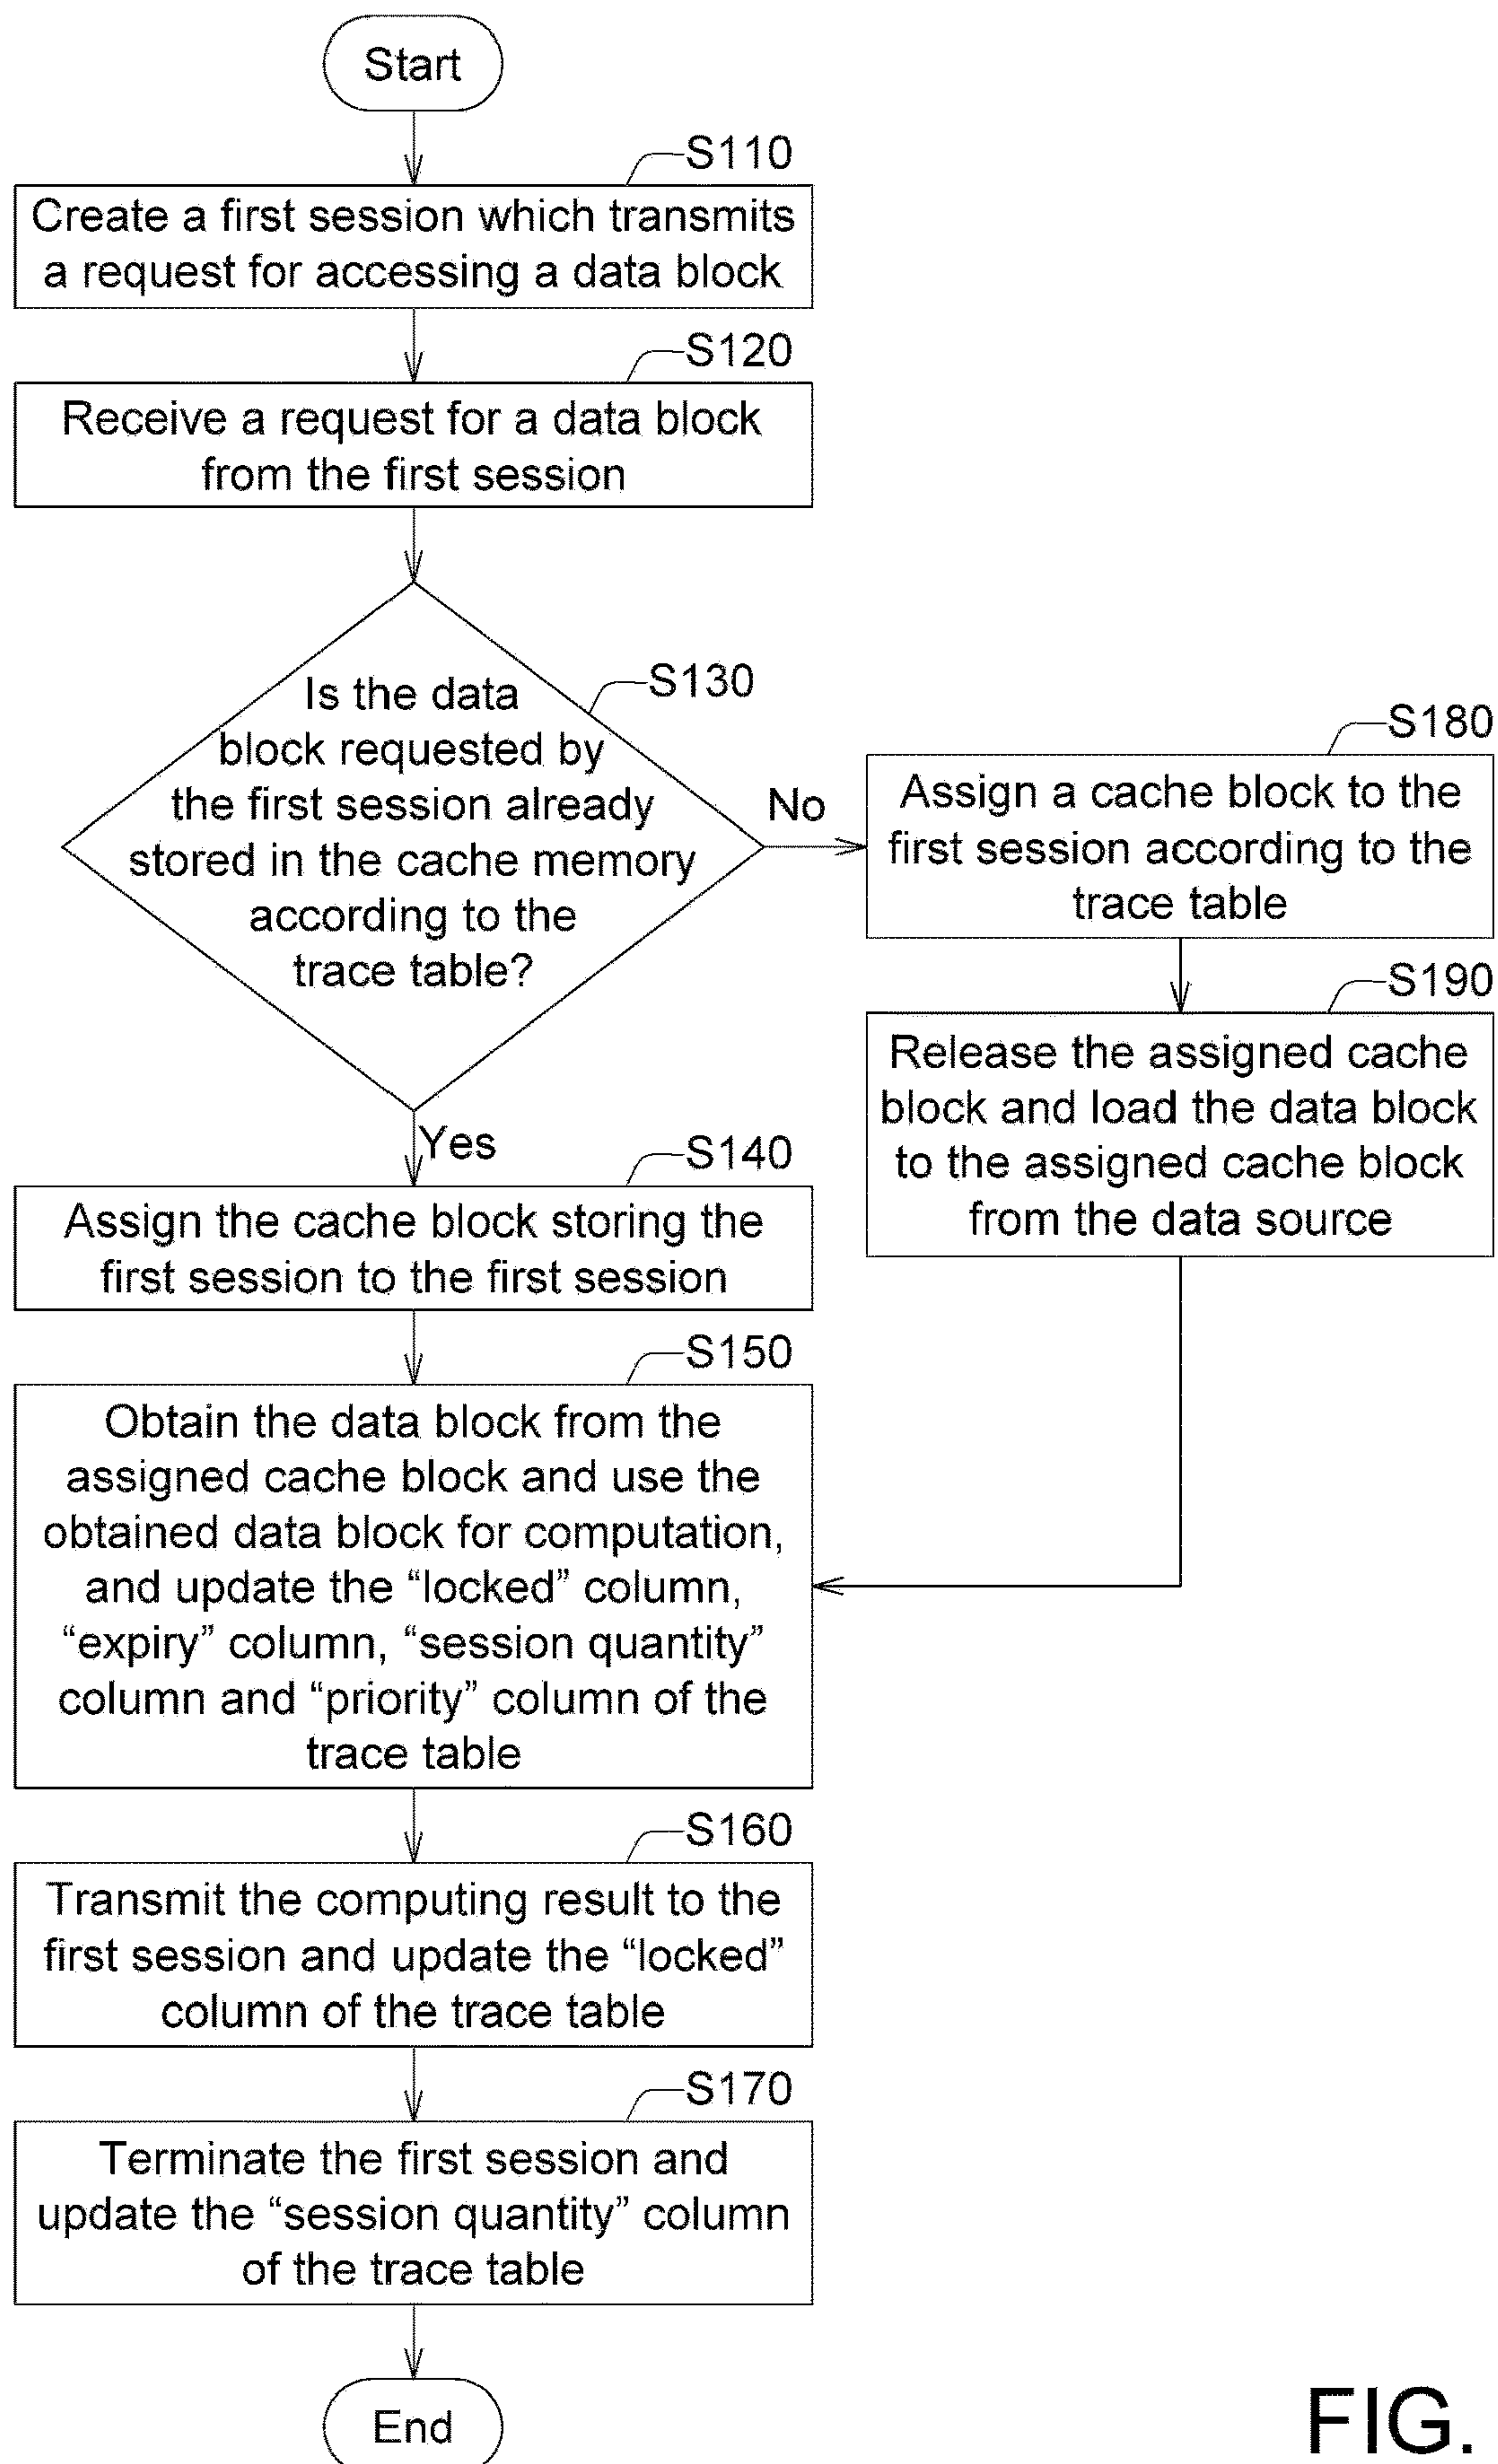 Start
S110
Create a first session which transmits
a request for accessing a data block
S120
Receive a request for a data block
from the first session
S130
Is the data
block requested by
the first session already
stored in the cache memory
according to the
trace table?
No
S180
Assign a cache block to the
first session according to the
trace table
S190
Release the assigned cache
block and load the data block
to the assigned cache block
from the data source
Yes
S140
Assign the cache block storing the
first session to the first session
S150
Obtain the data block from the
assigned cache block and use the
obtained data block for computation,
and update the “locked” column,
“expiry” column, “session quantity”
column and “priority” column of the
trace table
S160
Transmit the computing result to the
first session and update the “locked”
column of the trace table
S170
Terminate the first session and
update the “session quantity” column
of the trace table
End
FIG.